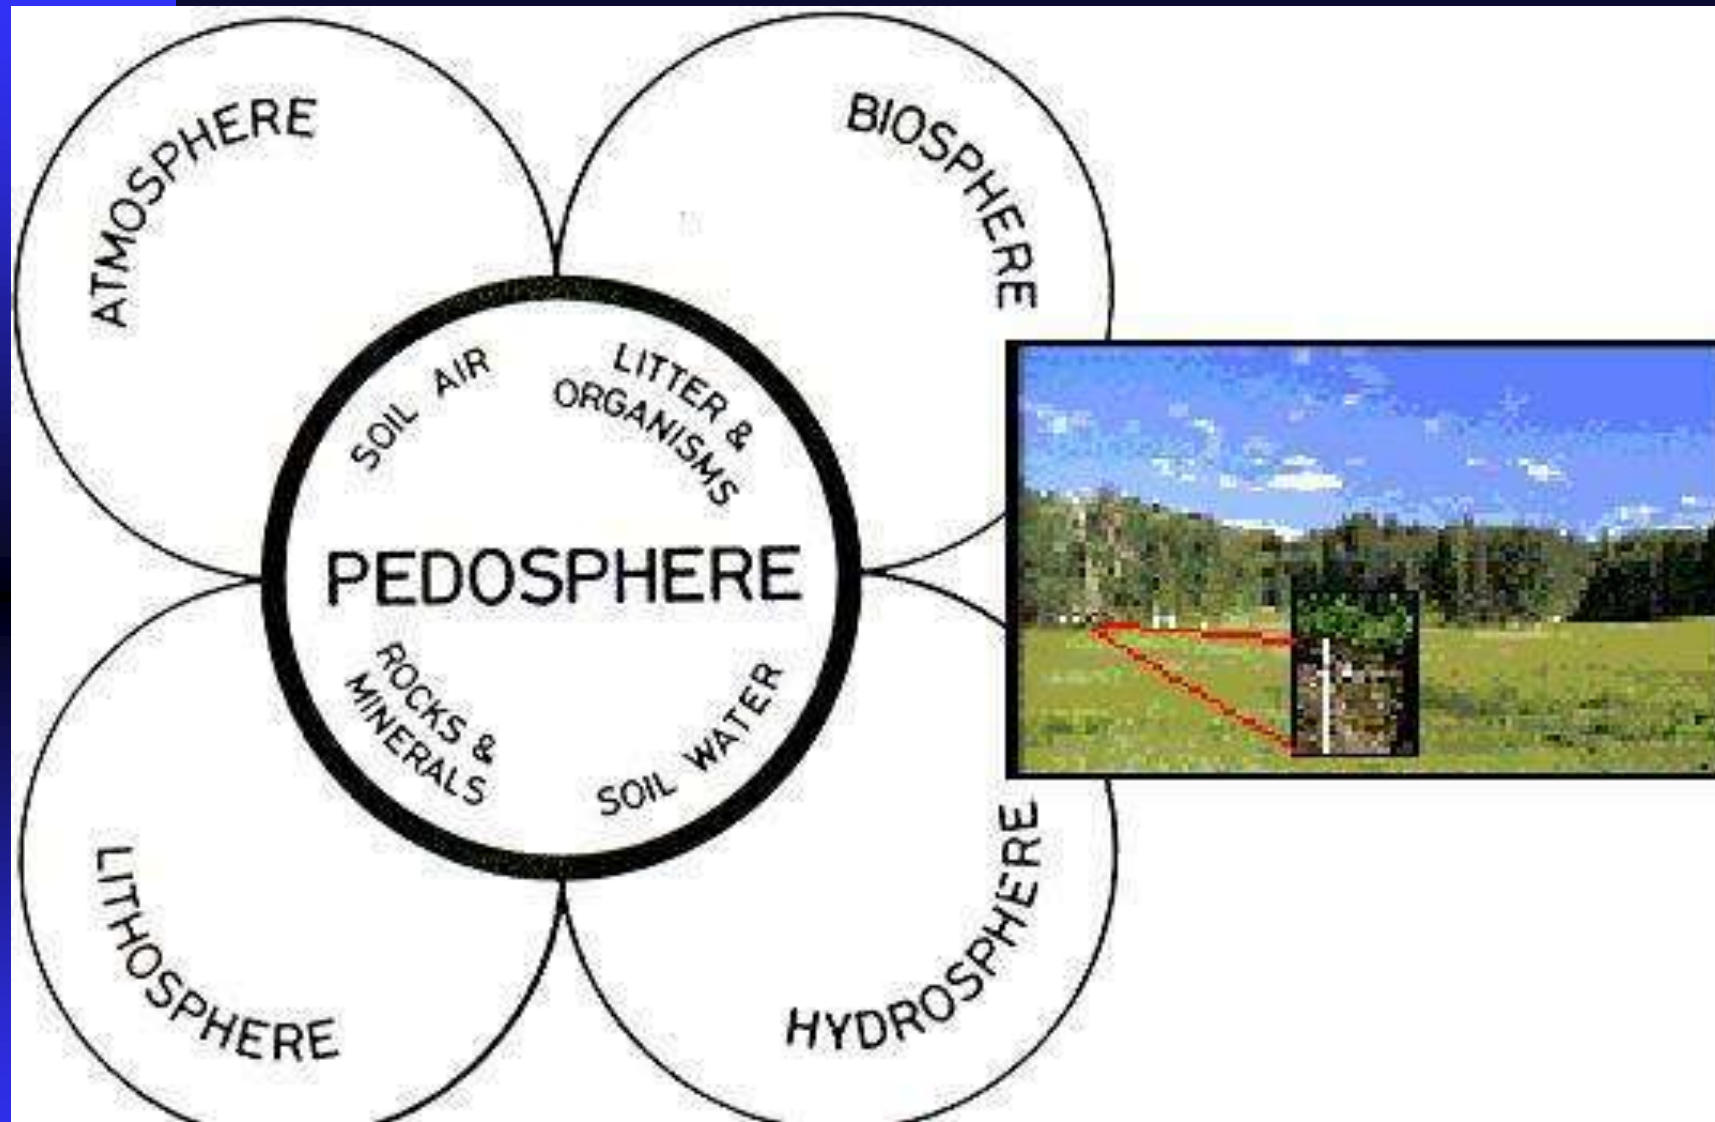 ATMOSPHERE
BIOSPHERE
SOIL AIR
LITTER &
ORGANISMS
PEDOSPHERE
ROCKS &
MINERALS
SOIL WATER
LITHOSPHERE
HYDROSPHERE